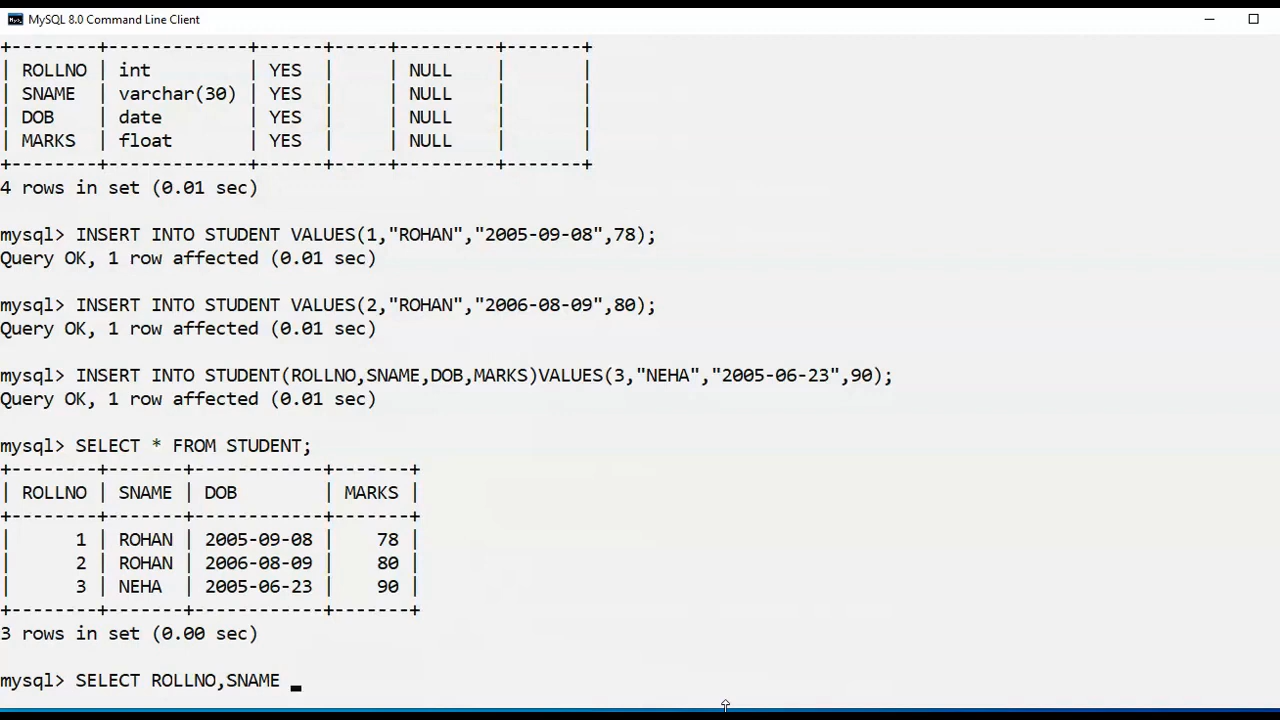 MySQL 8.0 Command Line Client
+--------+-------------+------+-----+---------+-------+
| ROLLNO | int         | YES  |     | NULL    |       |
| SNAME  | varchar(30) | YES  |     | NULL    |       |
| DOB    | date        | YES  |     | NULL    |       |
| MARKS  | float       | YES  |     | NULL    |       |
+--------+-------------+------+-----+---------+-------+
4 rows in set (0.01 sec)
mysql> INSERT INTO STUDENT VALUES(1,"ROHAN","2005-09-08",78);
Query OK, 1 row affected (0.01 sec)
mysql> INSERT INTO STUDENT VALUES(2,"ROHAN","2006-08-09",80);
Query OK, 1 row affected (0.01 sec)
mysql> INSERT INTO STUDENT(ROLLNO,SNAME,DOB,MARKS)VALUES(3,"NEHA","2005-06-23",90);
Query OK, 1 row affected (0.01 sec)
mysql> SELECT * FROM STUDENT;
+--------+-------+------------+-------+
| ROLLNO | SNAME | DOB        | MARKS |
+--------+-------+------------+-------+
|      1 | ROHAN | 2005-09-08 |    78 |
|      2 | ROHAN | 2006-08-09 |    80 |
|      3 | NEHA  | 2005-06-23 |    90 |
+--------+-------+------------+-------+
3 rows in set (0.00 sec)
mysql> SELECT ROLLNO,SNAME _